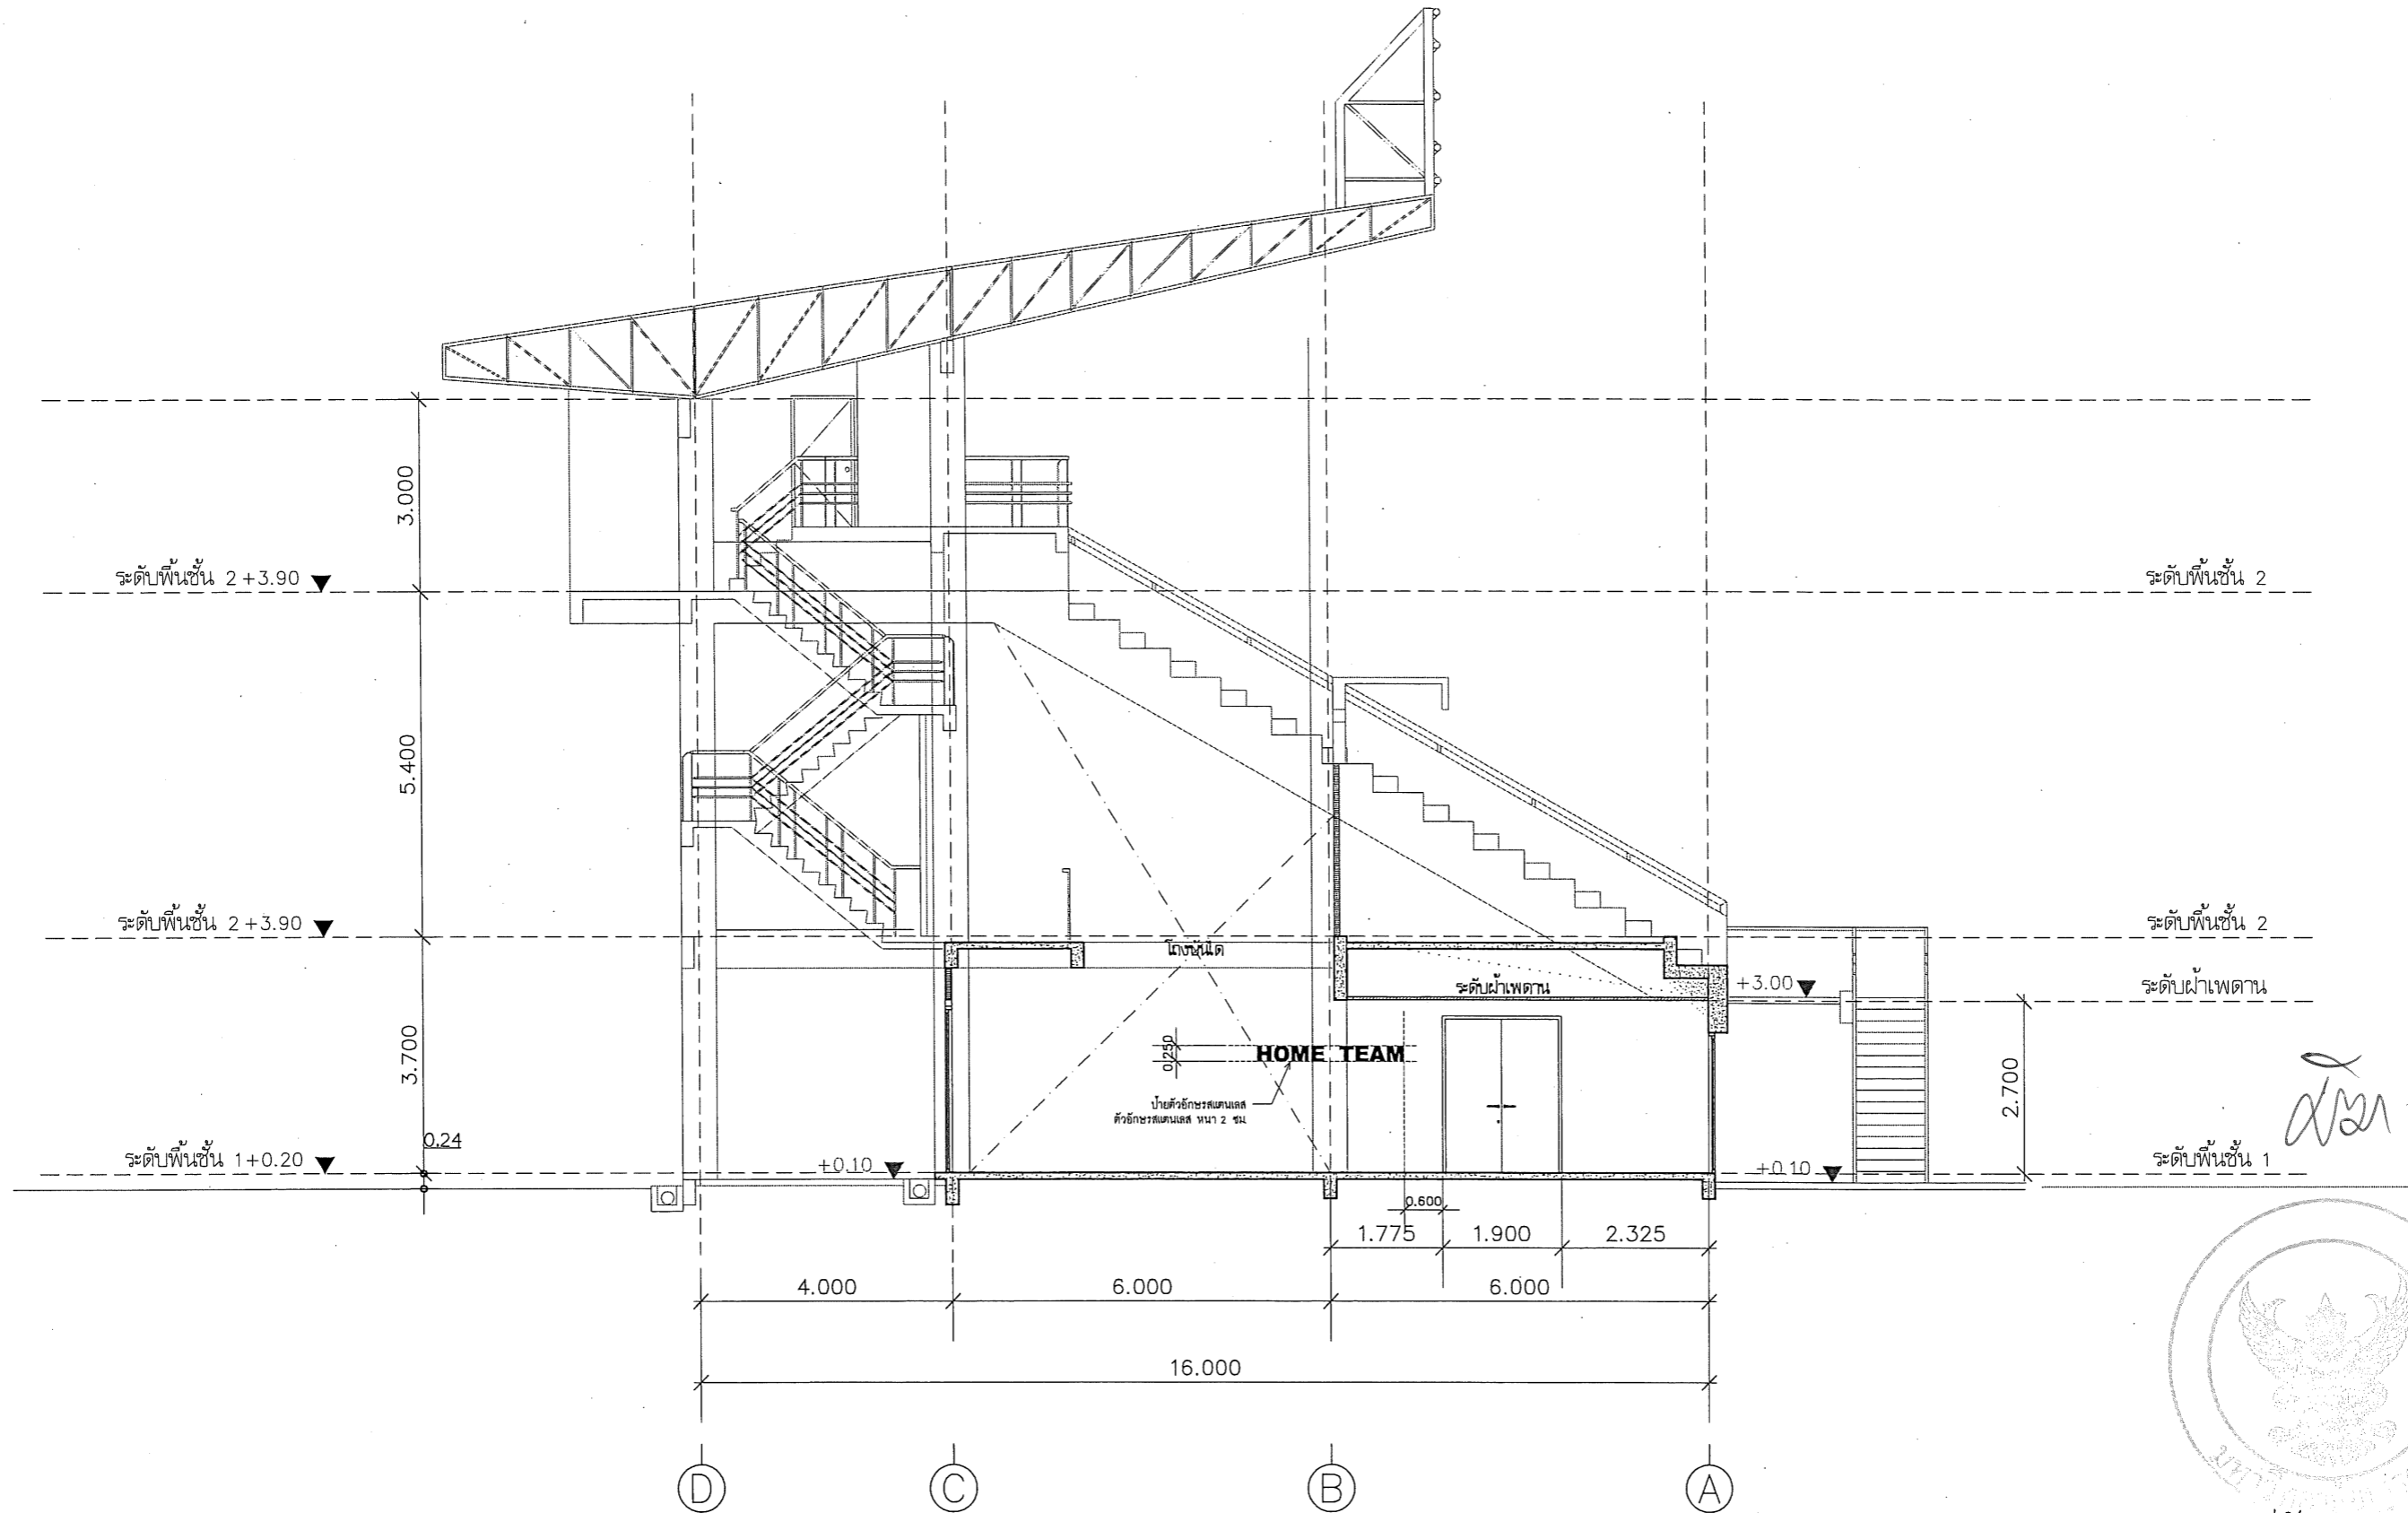 3.000
ระดับพื้นชั้น 2 +3.90
ระดับพื้นชั้น 2
5.400
ระดับพื้นชั้น 2 +3.90
ระดับพื้นชั้น 2
โถงบันได
ระดับฝ้าเพดาน
+3.00
ระดับฝ้าเพดาน
3.700
0.250
HOME TEAM
ป้ายตัวอักษรสแตนเลส
ตัวอักษรสแตนเลส หนา 2 ซม
2.700
0.24
ระดับพื้นชั้น 1+0.20
+0.10
+0.10
ระดับพื้นชั้น 1
0.600
1.775
1.900
2.325
4.000
6.000
6.000
16.000
D
C
B
A